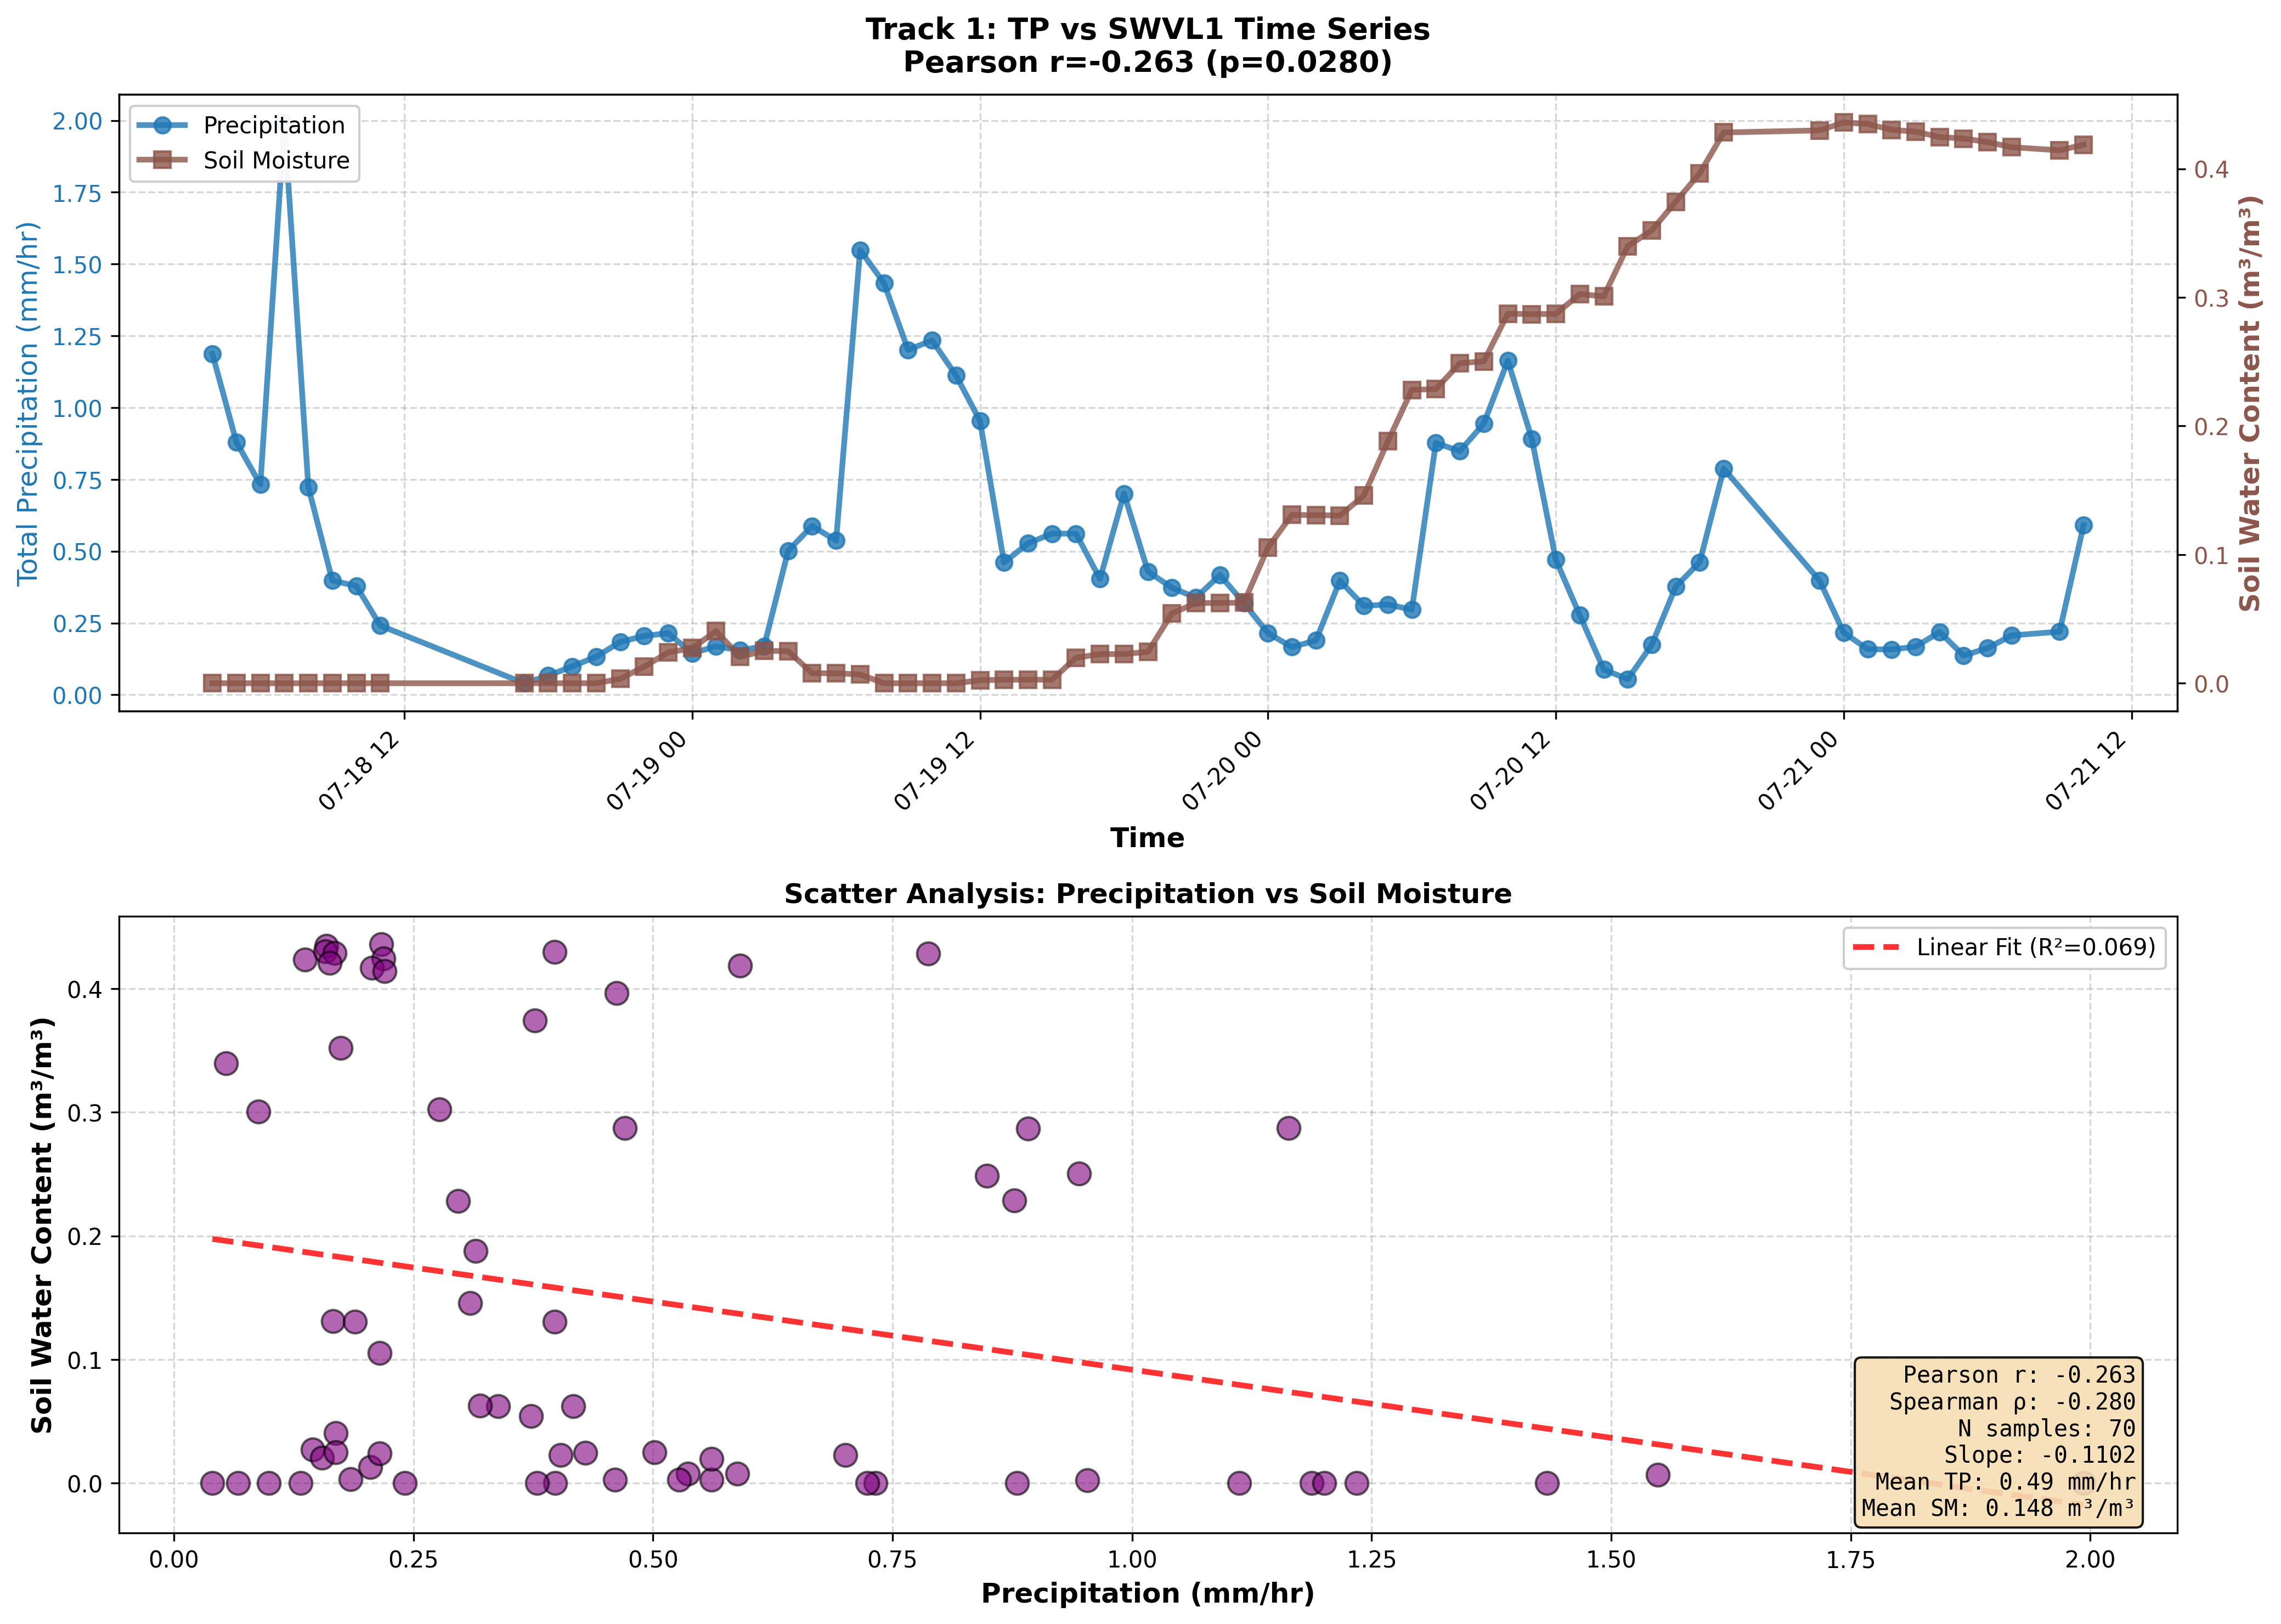 Track 1: TP vs SWVL1 Time Series
Pearson r=-0.263 (p=0.0280)
Precipitation
Soil Moisture
Total Precipitation (mm/hr)
2.00
1.75
1.50
1.25
1.00
0.75
0.50
0.25
0.00
0.4
0.3
0.2
0.1
0.0
Soil Water Content (m³/m³)
07-18 12
07-19 00
07-19 12
07-20 00
07-20 12
07-21 00
07-21 12
Time
Scatter Analysis: Precipitation vs Soil Moisture
Linear Fit (R²=0.069)
Soil Water Content (m³/m³)
0.4
0.3
0.2
0.1
0.0
Pearson r: -0.263
Spearman ρ: -0.280
N samples: 70
Slope: -0.1102
Mean TP: 0.49 mm/hr
Mean SM: 0.148 m³/m³
0.00
0.25
0.50
0.75
1.00
1.25
1.50
1.75
2.00
Precipitation (mm/hr)